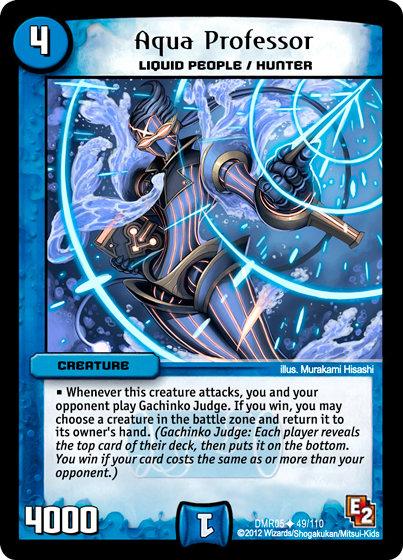 4
Aqua Professor
LIQUID PEOPLE / HUNTER
CREATURE
illus. Murakami Hisashi
▪ Whenever this creature attacks, you and your
opponent play Gachinko Judge. If you win, you may
choose a creature in the battle zone and return it to
its owner's hand. (Gachinko Judge: Each player reveals
the top card of their deck, then puts it on the bottom.
You win if your card costs the same as or more than your
opponent.)
E2
4000
1
DMR05 ◆ 49/110
©2012 Wizards/Shogakukan/Mitsui-Kids